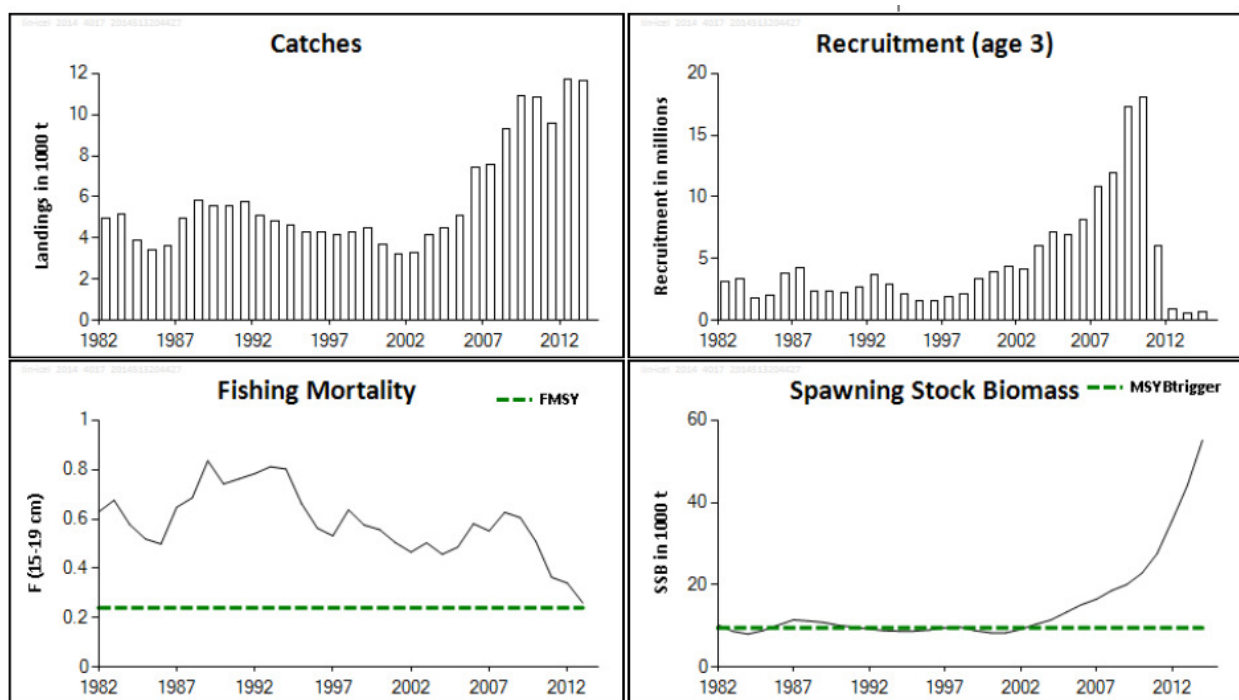 Catches
Landings in 1000 t
12
10
8
6
4
2
0
1982 1987 1992 1997 2002 2007 2012
Recruitment (age 3)
Recruitment in millions
20
15
10
5
0
1982 1987 1992 1997 2002 2007 2012
Fishing Mortality
FMSY
F (15-19 cm)
1
0.8
0.6
0.4
0.2
0
1982 1987 1992 1997 2002 2007 2012
Spawning Stock Biomass
MSYBtrigger
SSB in 1000 t
60
40
20
0
1982 1987 1992 1997 2002 2007 2012